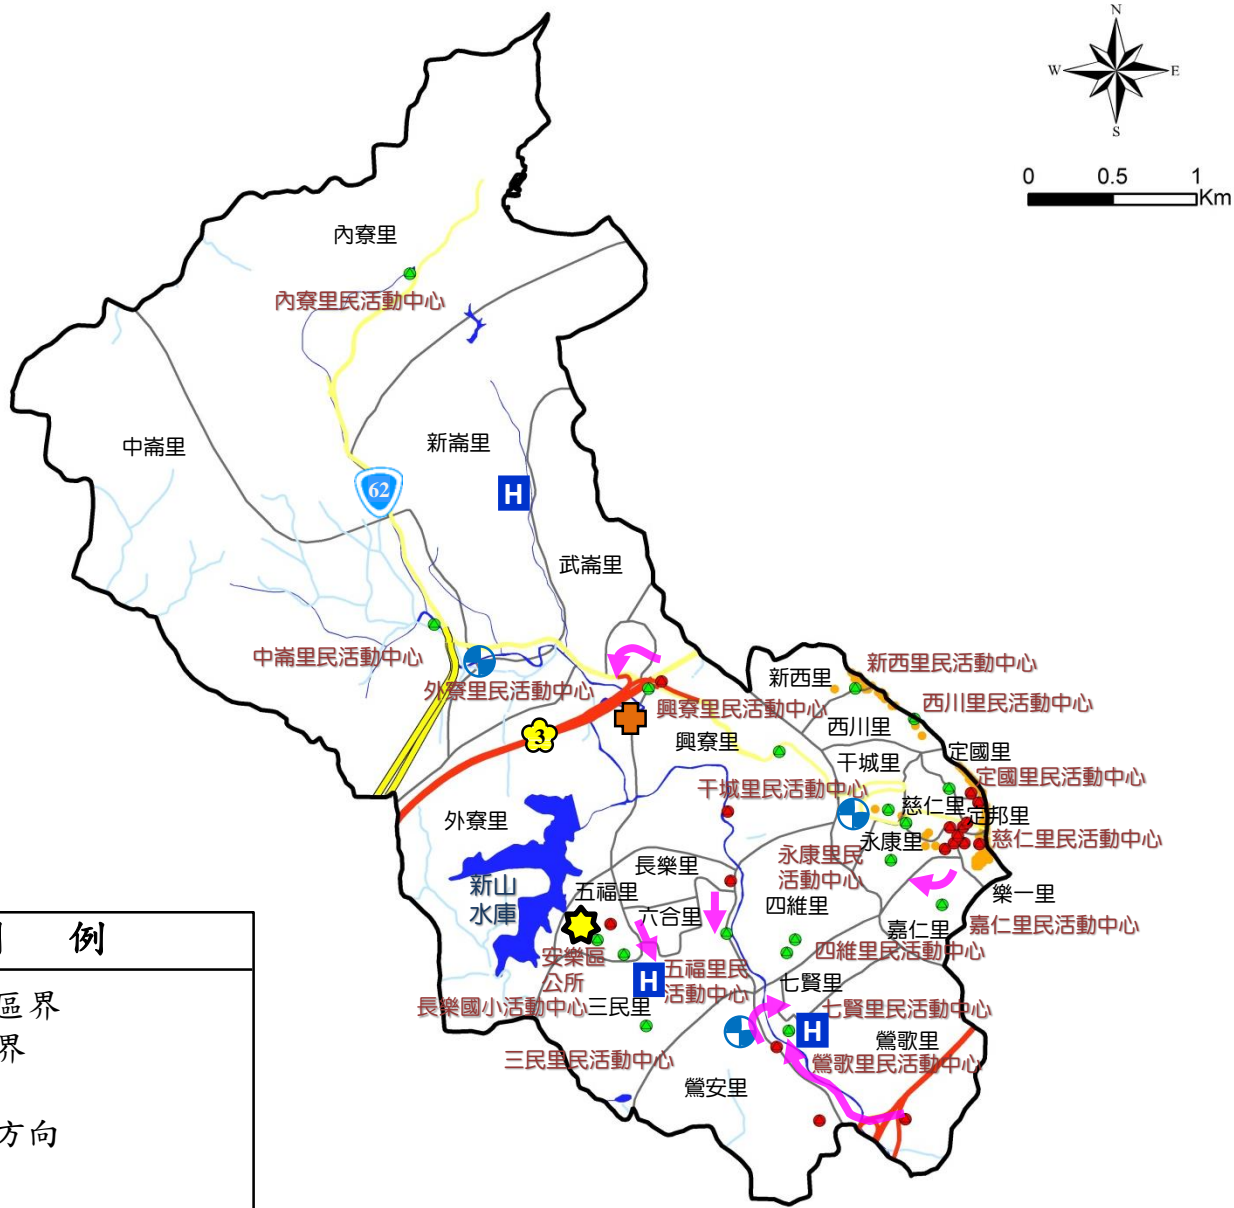 N
W
E
S
0
0.5
1
Km
內寮里
內寮里民活動中心
中崙里
新崙里
62
H
武崙里
中崙里民活動中心
外寮里民活動中心
新西里
新西里民活動中心
西川里民活動中心
西川里
興寮里民活動中心
興寮里
3
干城里
定國里
定國里民活動中心
干城里民活動中心
慈仁里
定邦里
外寮里
永康里
慈仁里民活動中心
永康里民
活動中心
長樂里
新山
水庫
五福里
六合里
四維里
樂一里
嘉仁里
嘉仁里民活動中心
安樂區
公所
H
五福里民
活動中心
四維里民活動中心
七賢里
長樂國小活動中心
三民里
七賢里民活動中心
H
鶯歌里
三民里民活動中心
鶯歌里民活動中心
鶯安里
例
區界
界
方向